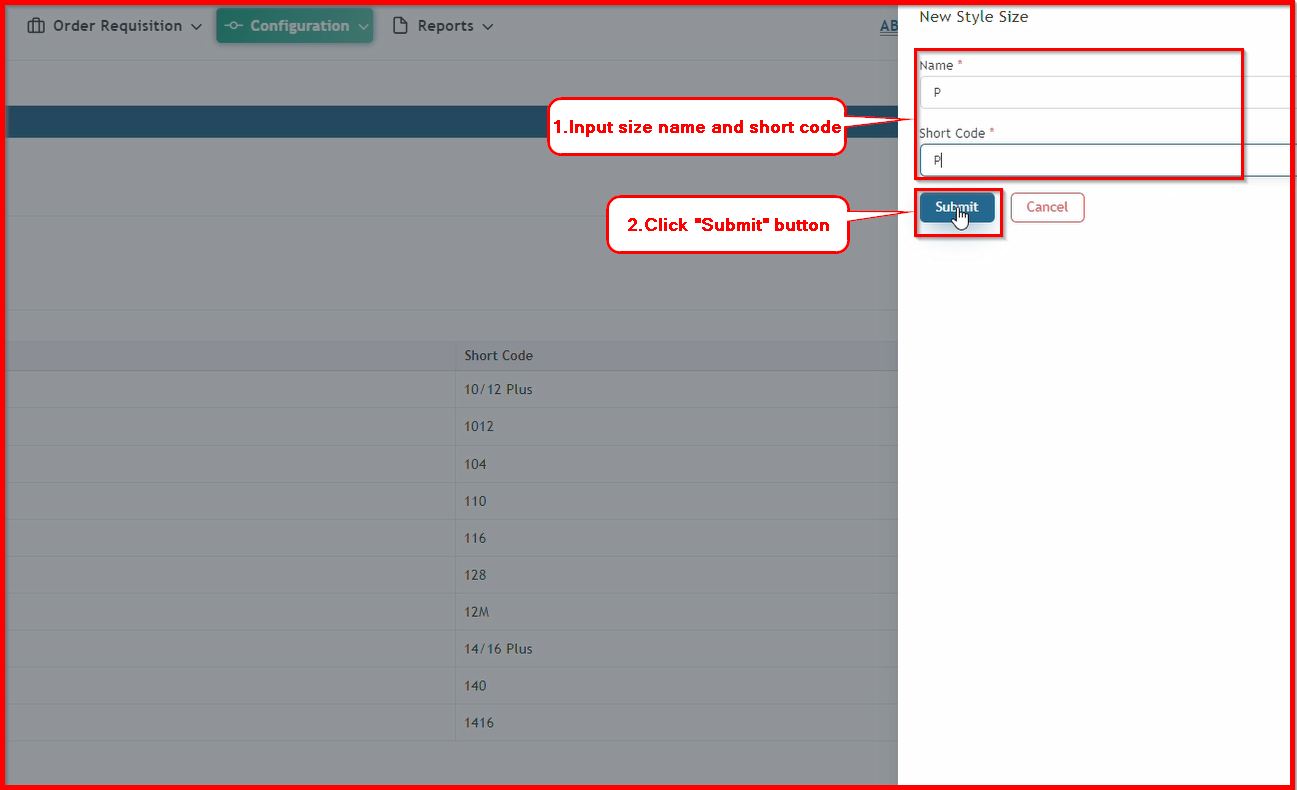 Order Requisition
Configuration
Reports
AB
New Style Size
Name *
P
Short Code *
P
Submit
Cancel
1.Input size name and short code
2.Click "Submit" button
Short Code
10/12 Plus
1012
104
110
116
128
12M
14/16 Plus
140
1416